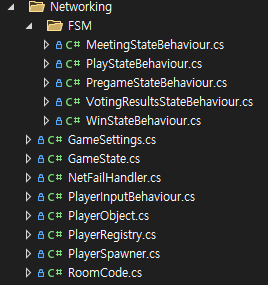 Networking
FSM
C# MeetingStateBehaviour.cs
C# PlayStateBehaviour.cs
C# PregameStateBehaviour.cs
C# VotingResultsStateBehaviour.cs
C# WinStateBehaviour.cs
C# GameSettings.cs
C# GameState.cs
C# NetFailHandler.cs
C# PlayerInputBehaviour.cs
C# PlayerObject.cs
C# PlayerRegistry.cs
C# PlayerSpawner.cs
C# RoomCode.cs